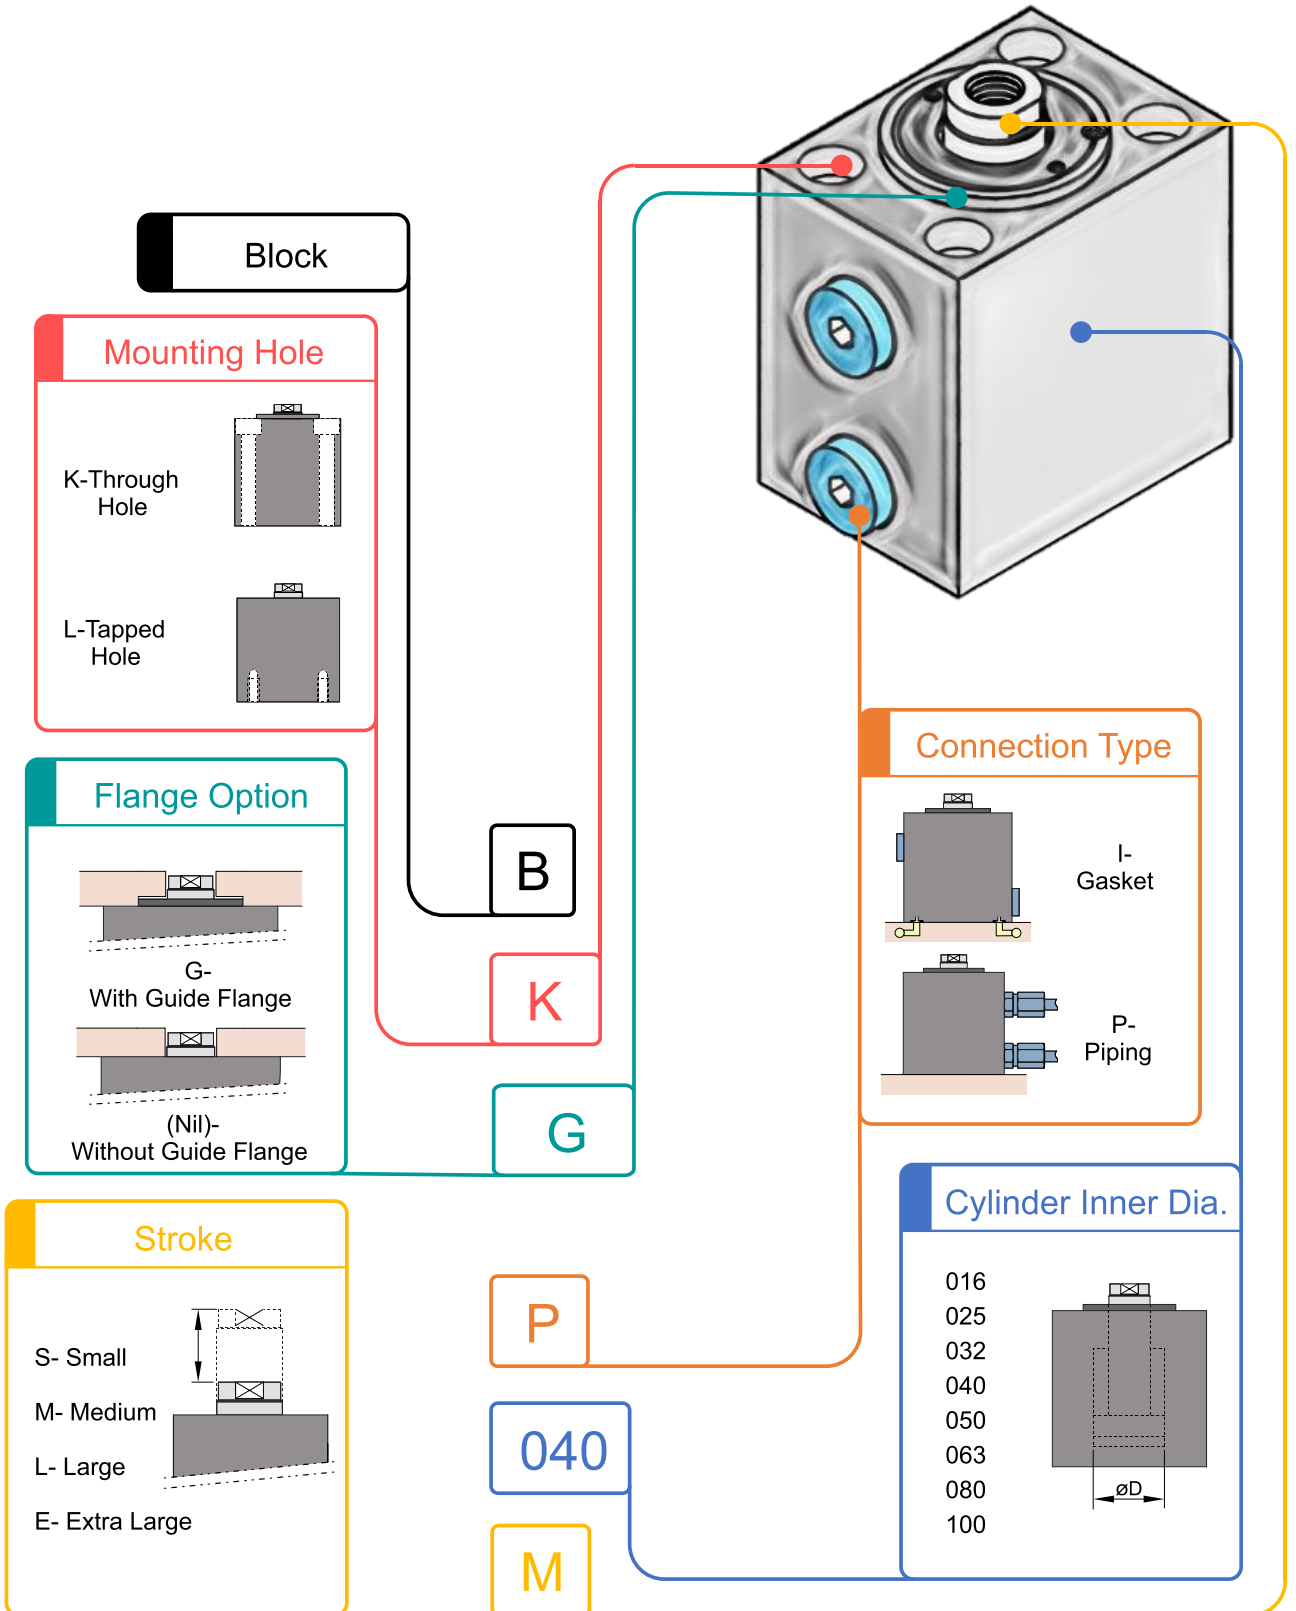 Block
Mounting Hole
K-Through
Hole
L-Tapped
Hole
Flange Option
G-
With Guide Flange
(Nil)-
Without Guide Flange
Stroke
S- Small
M- Medium
L- Large
E- Extra Large
B
K
G
P
040
M
Connection Type
I-
Gasket
P-
Piping
Cylinder Inner Dia.
016
025
032
040
050
063
080
100
øD